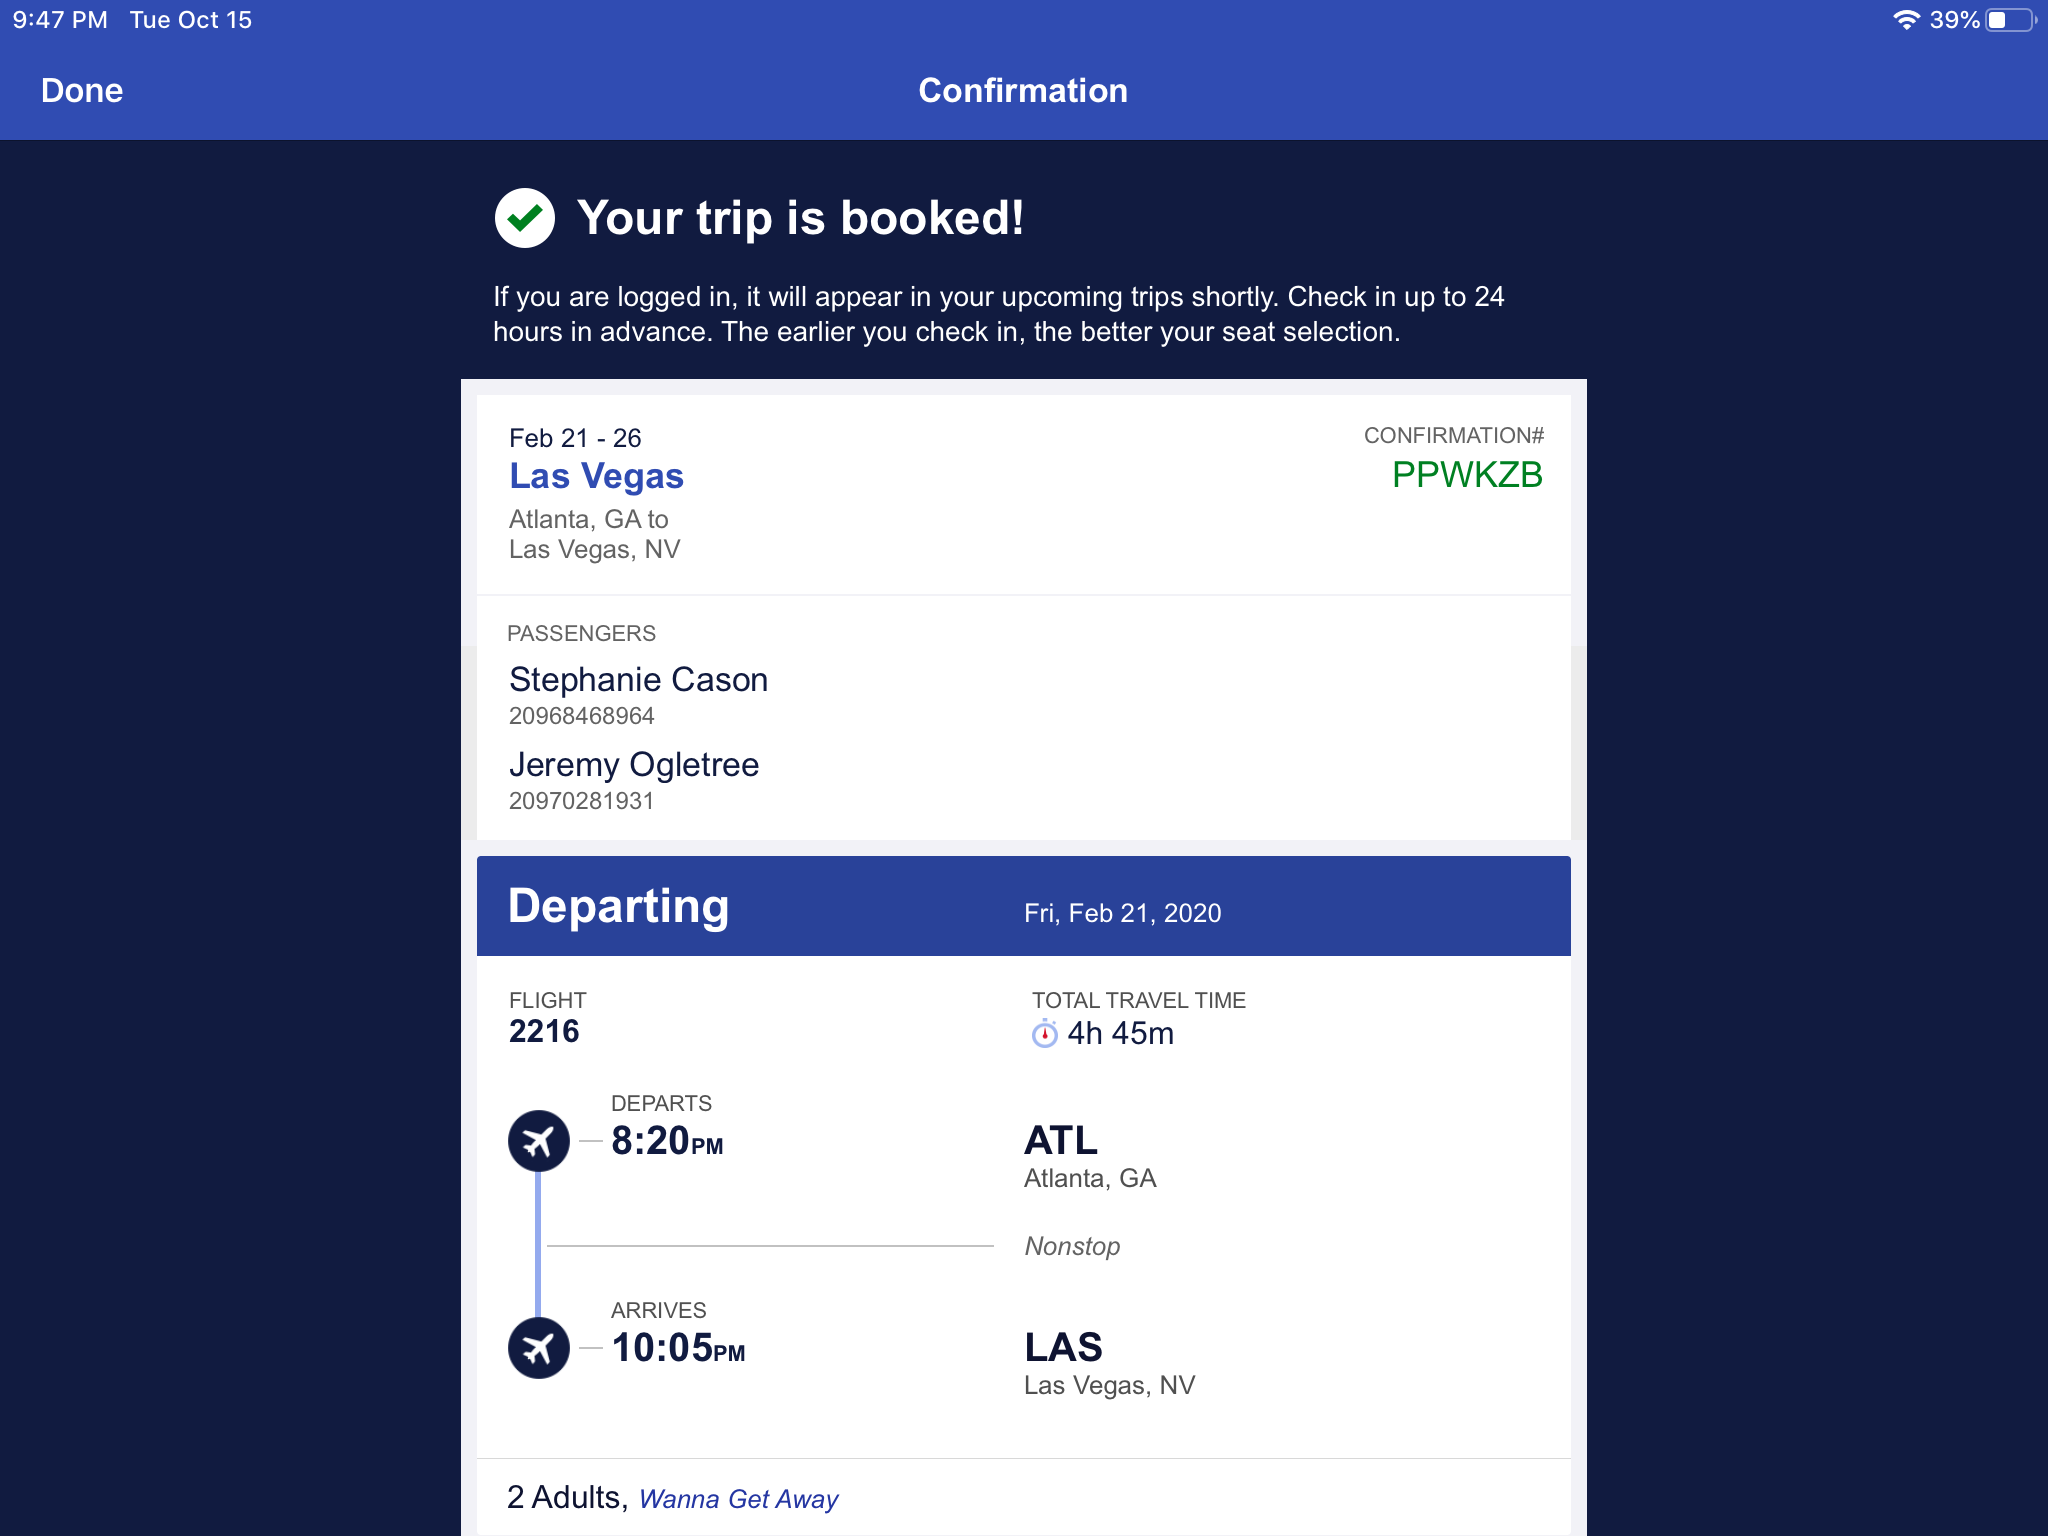 9:47 PM Tue Oct 15 39%
Done Confirmation
Your trip is booked!
If you are logged in, it will appear in your upcoming trips shortly. Check in up to 24
hours in advance. The earlier you check in, the better your seat selection.
Feb 21 - 26 CONFIRMATION#
Las Vegas PPWKZB
Atlanta, GA to
Las Vegas, NV
PASSENGERS
Stephanie Cason
20968468964
Jeremy Ogletree
20970281931
Departing Fri, Feb 21, 2020
FLIGHT TOTAL TRAVEL TIME
2216 4h 45m
DEPARTS
8:20PM ATL
Atlanta, GA
Nonstop
ARRIVES
10:05PM LAS
Las Vegas, NV
2 Adults, Wanna Get Away